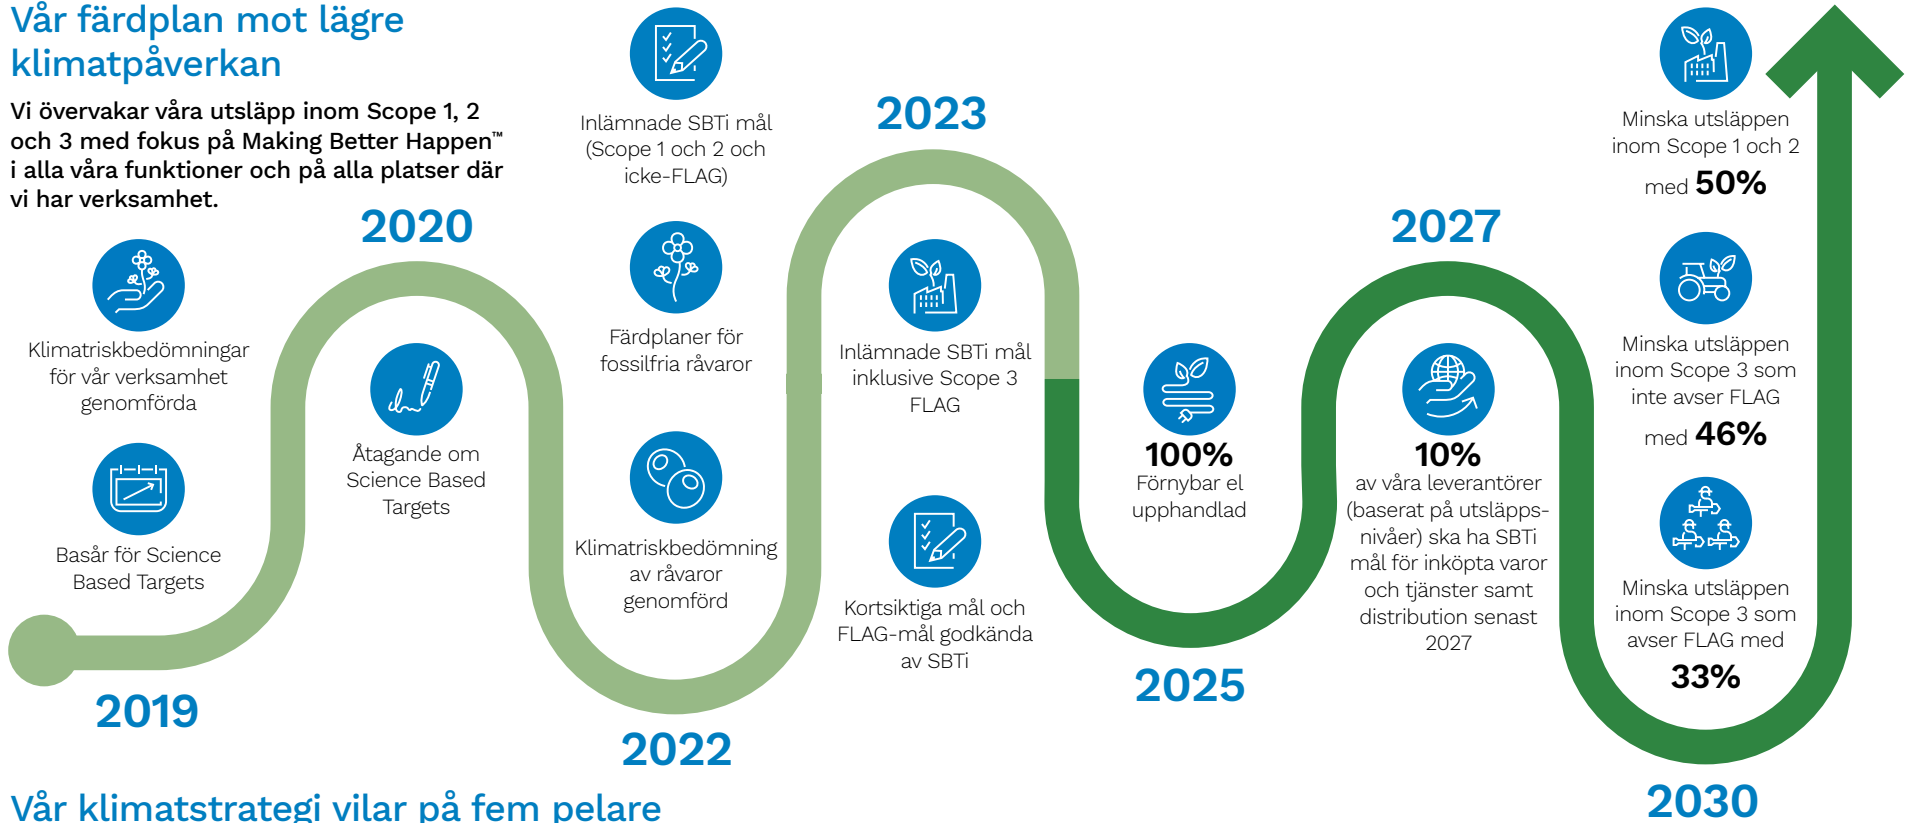 Vår färdplan mot lägre
klimatpåverkan
Vi övervakar våra utsläpp inom Scope 1, 2
och 3 med fokus på Making Better Happen™
i alla våra funktioner och på alla platser där
vi har verksamhet.
Klimatriskbedömningar
för vår verksamhet
genomförda
Basår för Science
Based Targets
2019
2020
Åtagande om
Science Based
Targets
Inlämnade SBTi mål
(Scope 1 och 2 och
icke-FLAG)
Färdplaner för
fossilfria råvaror
Klimatriskbedömning
av råvaror
genomförd
2022
2023
Inlämnade SBTi mål
inklusive Scope 3
FLAG
Kortsiktiga mål och
FLAG-mål godkända
av SBTi
100%
Förnybar el
upphandlad
2025
2027
10%
av våra leverantörer
(baserat på utsläpps-
nivåer) ska ha SBTi
mål för inköpta varor
och tjänster samt
distribution senast
2027
Minska utsläppen
inom Scope 1 och 2
med 50%
Minska utsläppen
inom Scope 3 som
inte avser FLAG
med 46%
Minska utsläppen
inom Scope 3 som
avser FLAG med
33%
2030
Vår klimatstrategi vilar på fem pelare